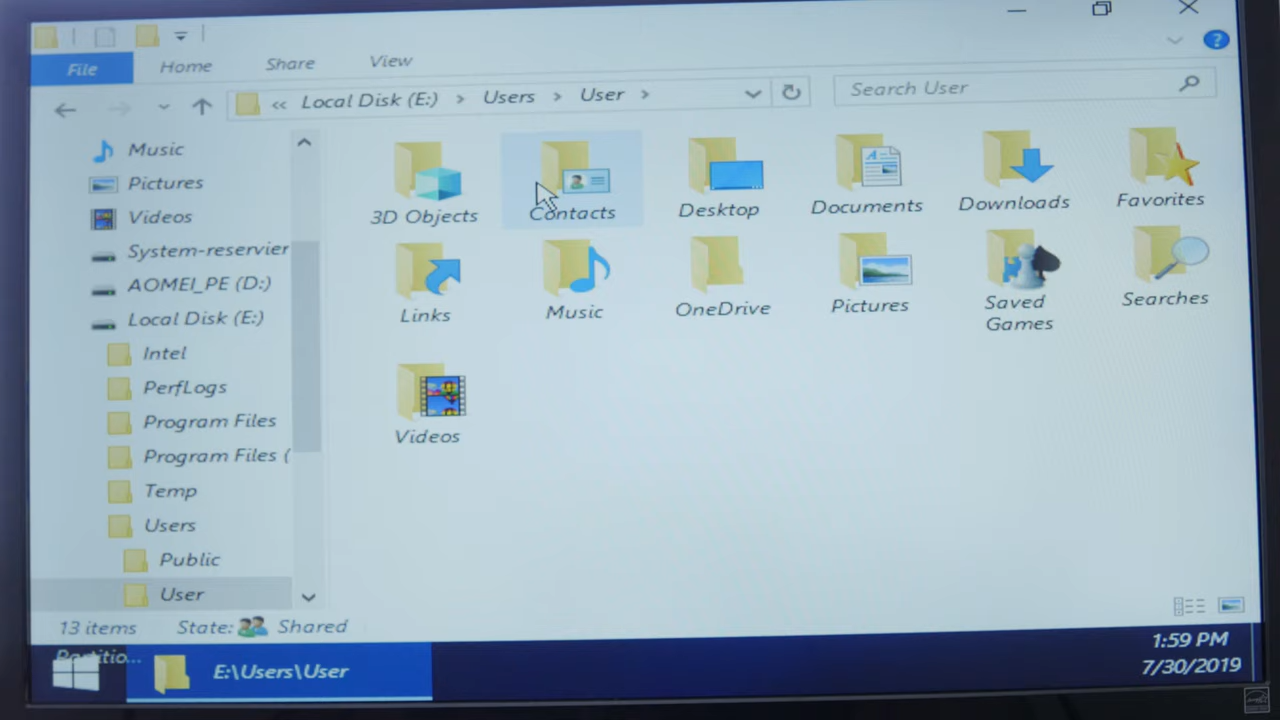 File Home Share View
« Local Disk (E:) > Users > User >
Search User
Music
Pictures
Videos
System-reservier
AOMEI_PE (D:)
Local Disk (E:)
Intel
PerfLogs
Program Files
Program Files (
Temp
Users
Public
User
3D Objects
Contacts
Desktop
Documents
Downloads
Favorites
Links
Music
OneDrive
Pictures
Saved
Games
Searches
Videos
13 items State: Shared
Partitio...
E:\Users\User
1:59 PM
7/30/2019